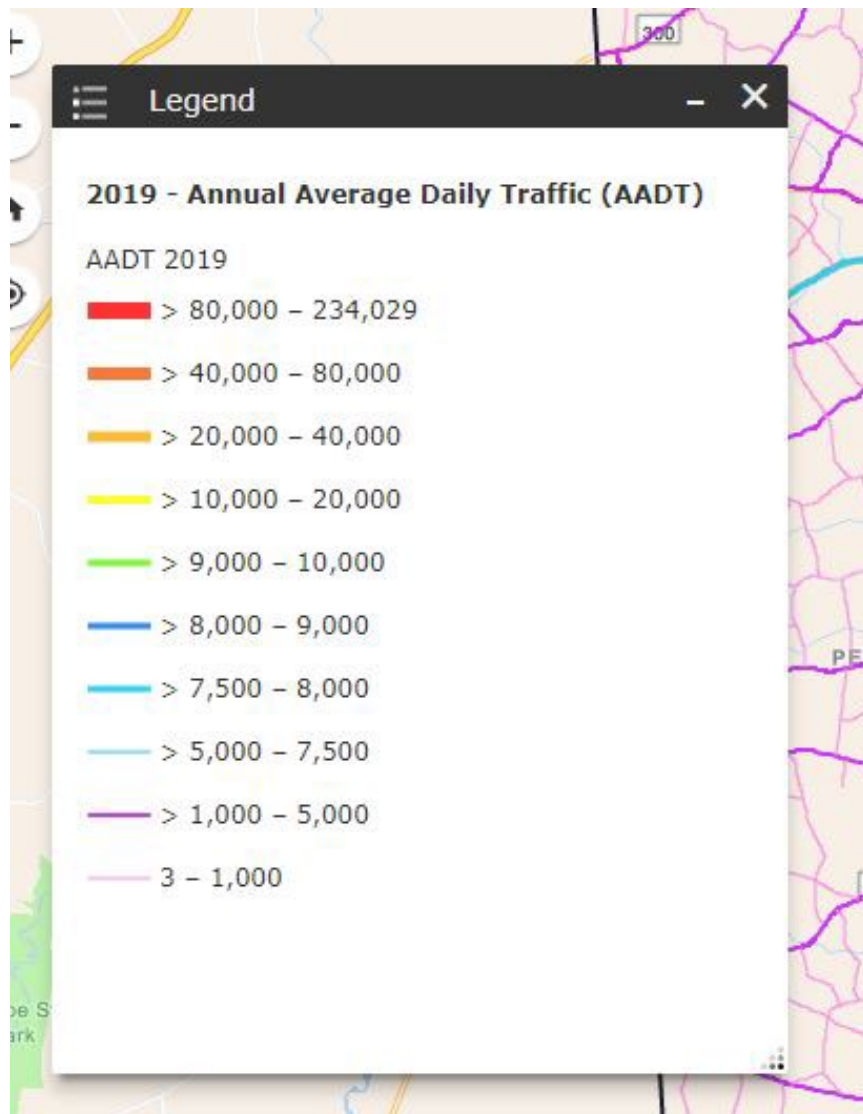 300
Legend
2019 - Annual Average Daily Traffic (AADT)
AADT 2019
> 80,000 – 234,029
> 40,000 – 80,000
> 20,000 – 40,000
> 10,000 – 20,000
> 9,000 – 10,000
> 8,000 – 9,000
> 7,500 – 8,000
> 5,000 – 7,500
> 1,000 – 5,000
3 – 1,000